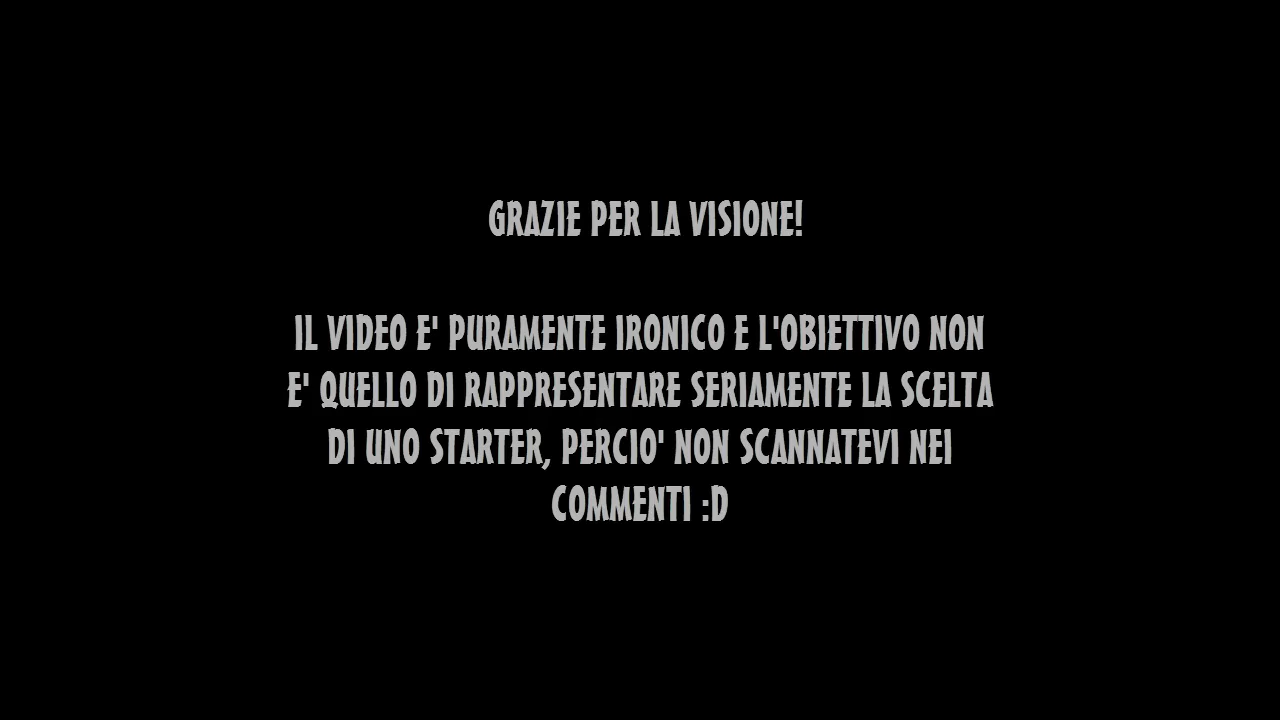 GRAZIE PER LA VISIONE!
IL VIDEO E' PURAMENTE IRONICO E L'OBIETTIVO NON
E' QUELLO DI RAPPRESENTARE SERIAMENTE LA SCELTA
DI UNO STARTER, PERCIO' NON SCANNATEVI NEI
COMMENTI :D